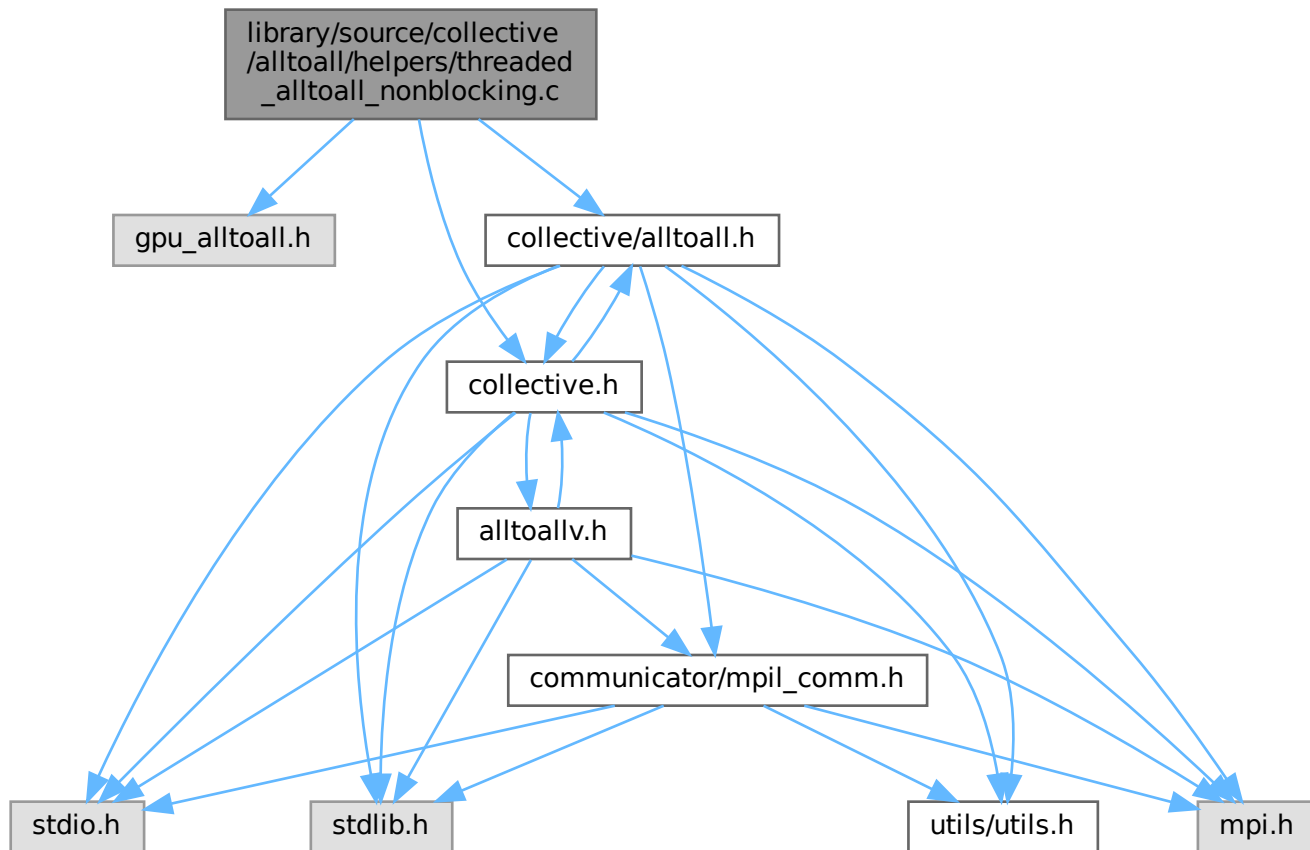 library/source/collective
/alltoall/helpers/threaded
_alltoall_nonblocking.c
gpu_alltoall.h
collective/alltoall.h
collective.h
alltoallv.h
communicator/mpil_comm.h
stdio.h
stdlib.h
utils/utils.h
mpi.h